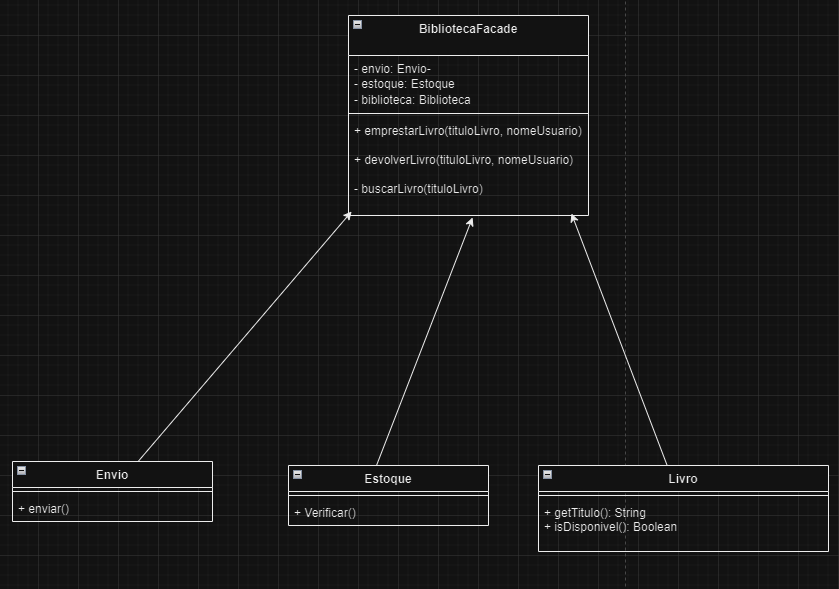 BibliotecaFacade
- envio: Envio-
- estoque: Estoque
- biblioteca: Biblioteca
+ emprestarLivro(tituloLivro, nomeUsuario)
+ devolverLivro(tituloLivro, nomeUsuario)
- buscarLivro(tituloLivro)
Envio
+ enviar()
Estoque
+ Verificar()
Livro
+ getTitulo(): String
+ isDisponivel(): Boolean